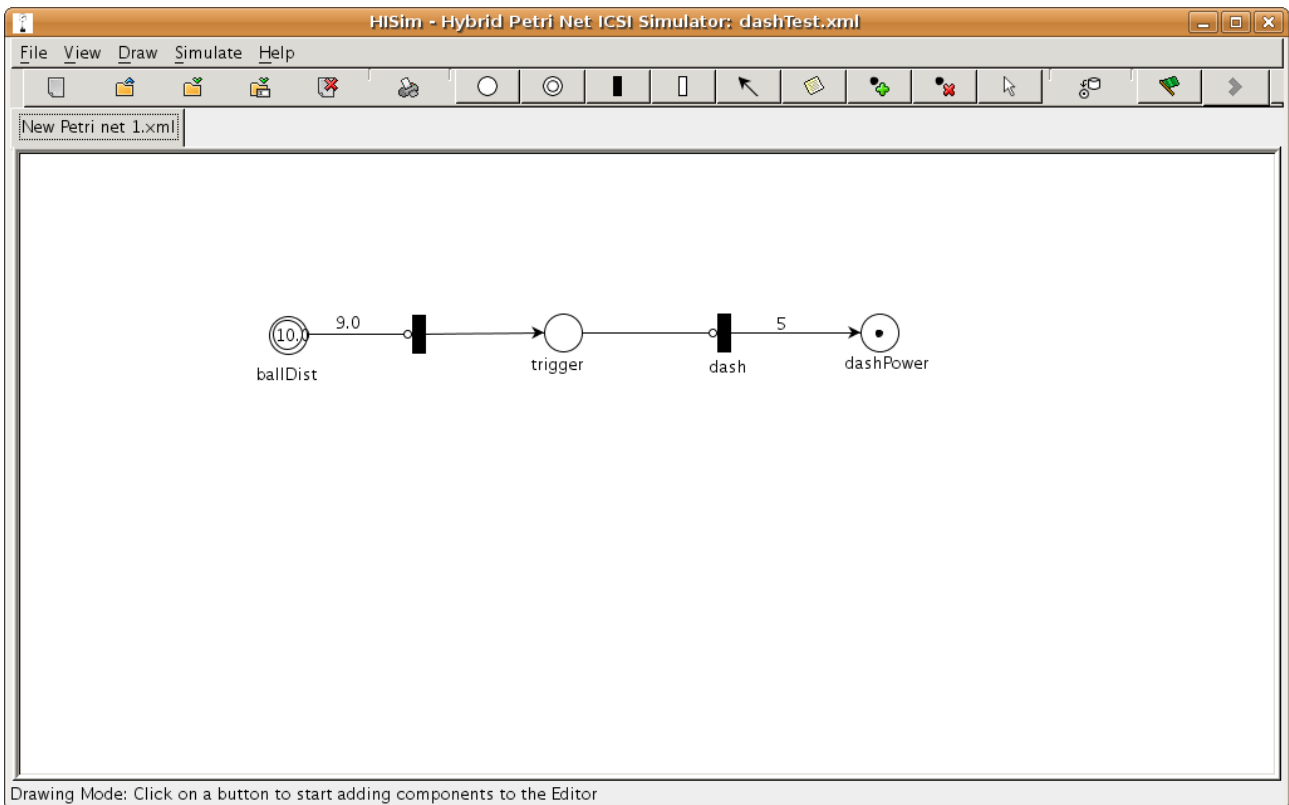 HISim - Hybrid Petri Net ICSI Simulator: dashTest.xml
File View Draw Simulate Help
New Petri net 1.xml
9.0
5
10.0
ballDist
trigger
dash
dashPower
Drawing Mode: Click on a button to start adding components to the Editor